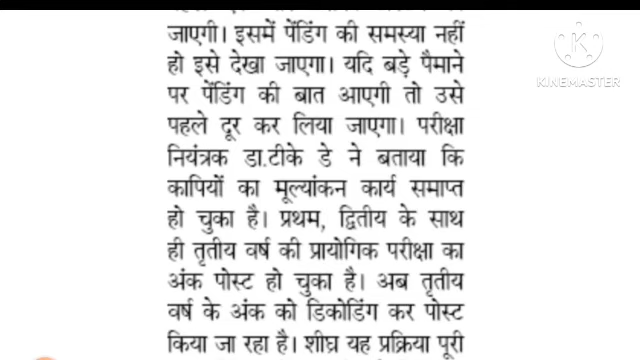 जाएगी। इसमें पेंडिंग की समस्या नहीं
हो इसे देखा जाएगा। यदि बड़े पैमाने
पर पेंडिंग की बात आएगी तो उसे
पहले दूर कर लिया जाएगा। परीक्षा
नियंत्रक डा.टीके डे ने बताया कि
कापियों का मूल्यांकन कार्य समाप्त
हो चुका है। प्रथम, द्वितीय के साथ
ही तृतीय वर्ष की प्रायोगिक परीक्षा का
अंक पोस्ट हो चुका है। अब तृतीय
वर्ष के अंक को डिकोडिंग कर पोस्ट
किया जा रहा है। शीघ्र यह प्रक्रिया पूरी
KINEMASTER